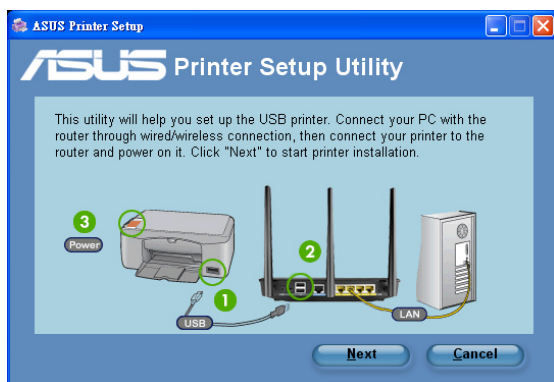 ASUS Printer Setup
ASUS Printer Setup Utility
This utility will help you set up the USB printer. Connect your PC with the
router through wired/wireless connection, then connect your printer to the
router and power on it. Click "Next" to start printer installation.
3
Power
2
1
USB
LAN
Next
Cancel